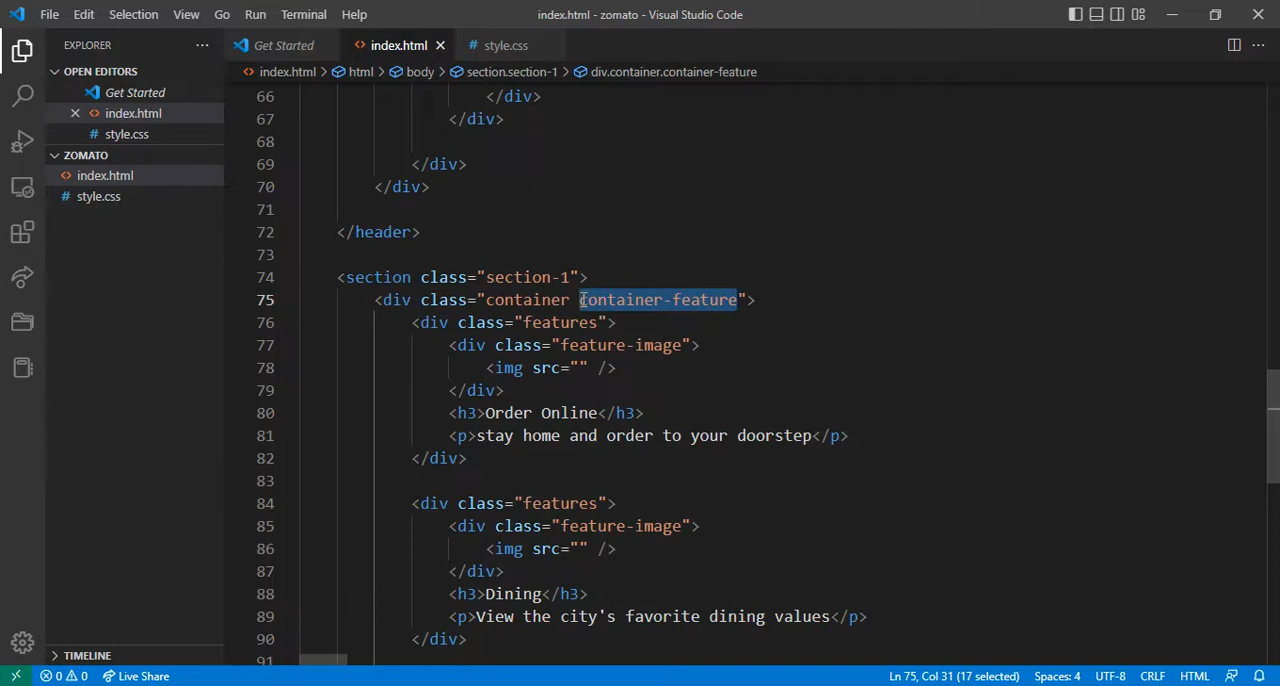 File Edit Selection View Go Run Terminal Help index.html - zomato - Visual Studio Code
EXPLORER ... Get Started index.html style.css
OPEN EDITORS index.html > html > body > section.section-1 > div.container.container-feature
Get Started
index.html
style.css
ZOMATO
index.html
style.css
66 </div>
67 </div>
68
69 </div>
70 </div>
71
72 </header>
73
74 <section class="section-1">
75 <div class="container container-feature">
76 <div class="features">
77 <div class="feature-image">
78 <img src="" />
79 </div>
80 <h3>Order Online</h3>
81 <p>stay home and order to your doorstep</p>
82 </div>
83
84 <div class="features">
85 <div class="feature-image">
86 <img src="" />
87 </div>
88 <h3>Dining</h3>
89 <p>View the city's favorite dining values</p>
90 </div>
91
TIMELINE
0 0 Live Share Ln 75, Col 31 (17 selected) Spaces: 4 UTF-8 CRLF HTML